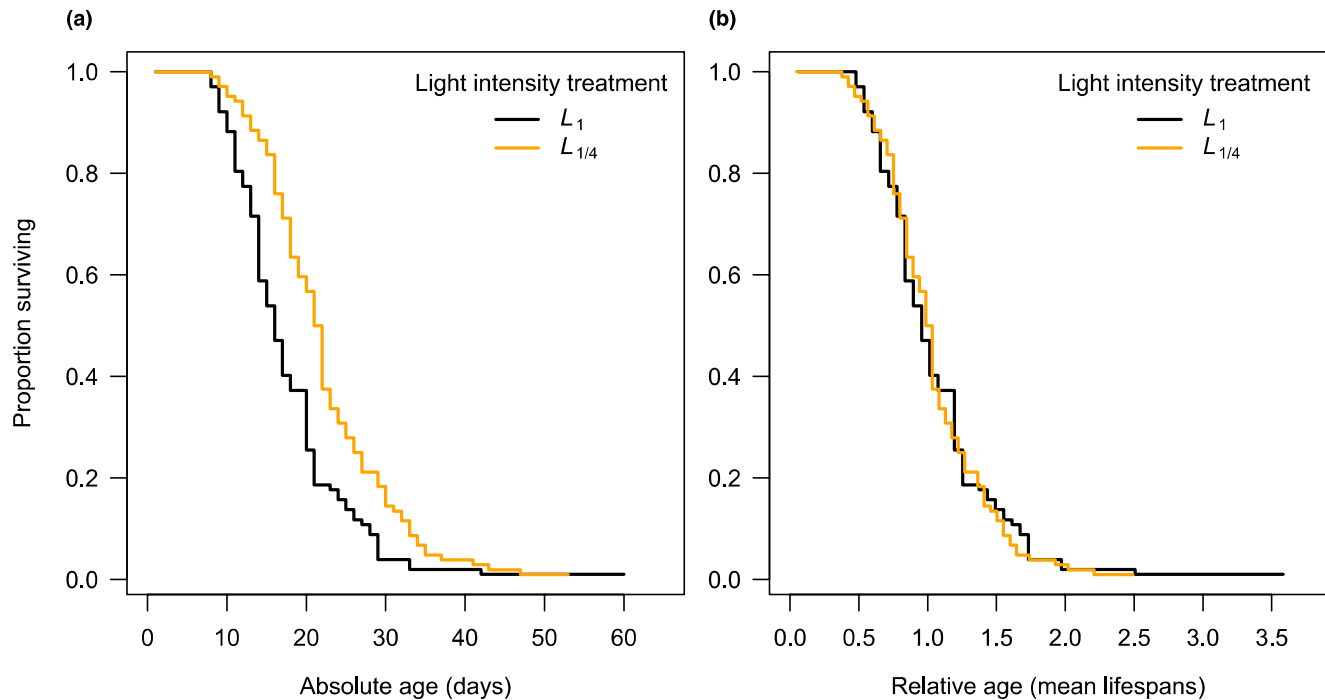 (a)
Light intensity treatment
L1
L1/4
Proportion surviving
1.0
0.8
0.6
0.4
0.2
0.0
0 10 20 30 40 50 60
Absolute age (days)
(b)
Light intensity treatment
L1
L1/4
1.0
0.8
0.6
0.4
0.2
0.0
0.0 0.5 1.0 1.5 2.0 2.5 3.0 3.5
Relative age (mean lifespans)